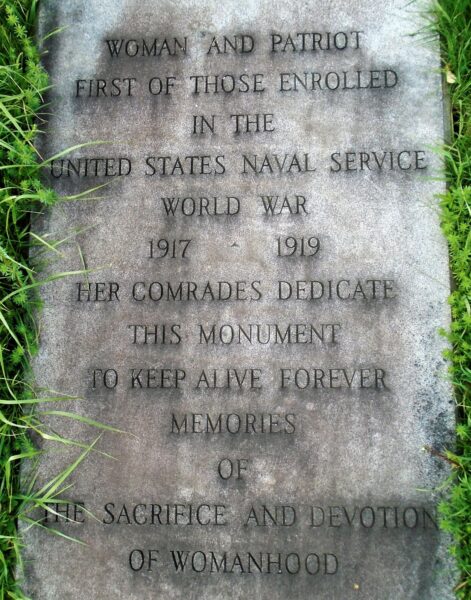 WOMAN AND PATRIOT
FIRST OF THOSE ENROLLED
IN THE
UNITED STATES NAVAL SERVICE
WORLD WAR
1917 - 1919
HER COMRADES DEDICATE
THIS MONUMENT
TO KEEP ALIVE FOREVER
MEMORIES
OF
THE SACRIFICE AND DEVOTION
OF WOMANHOOD